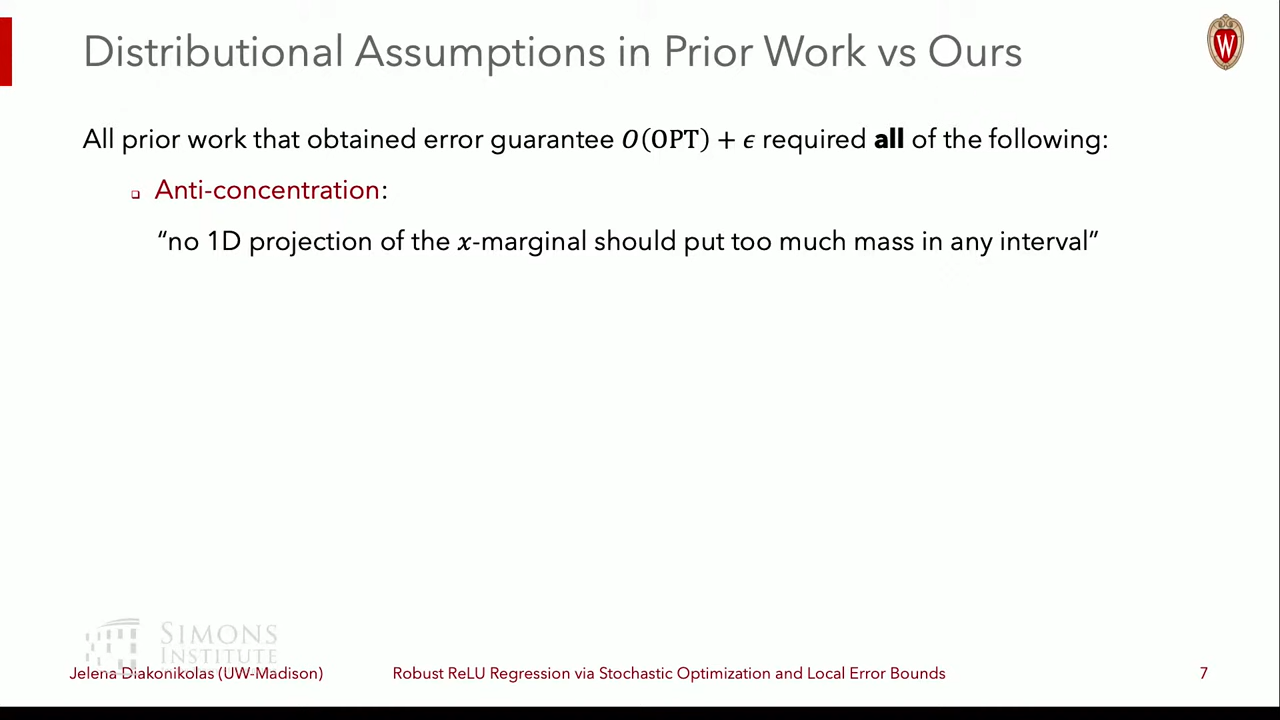 Distributional Assumptions in Prior Work vs Ours
W
All prior work that obtained error guarantee O(OPT) + ϵ required all of the following:
Anti-concentration:
“no 1D projection of the x-marginal should put too much mass in any interval”
SIMONS
INSTITUTE
Jelena Diakonikolas (UW-Madison)
Robust ReLU Regression via Stochastic Optimization and Local Error Bounds
7